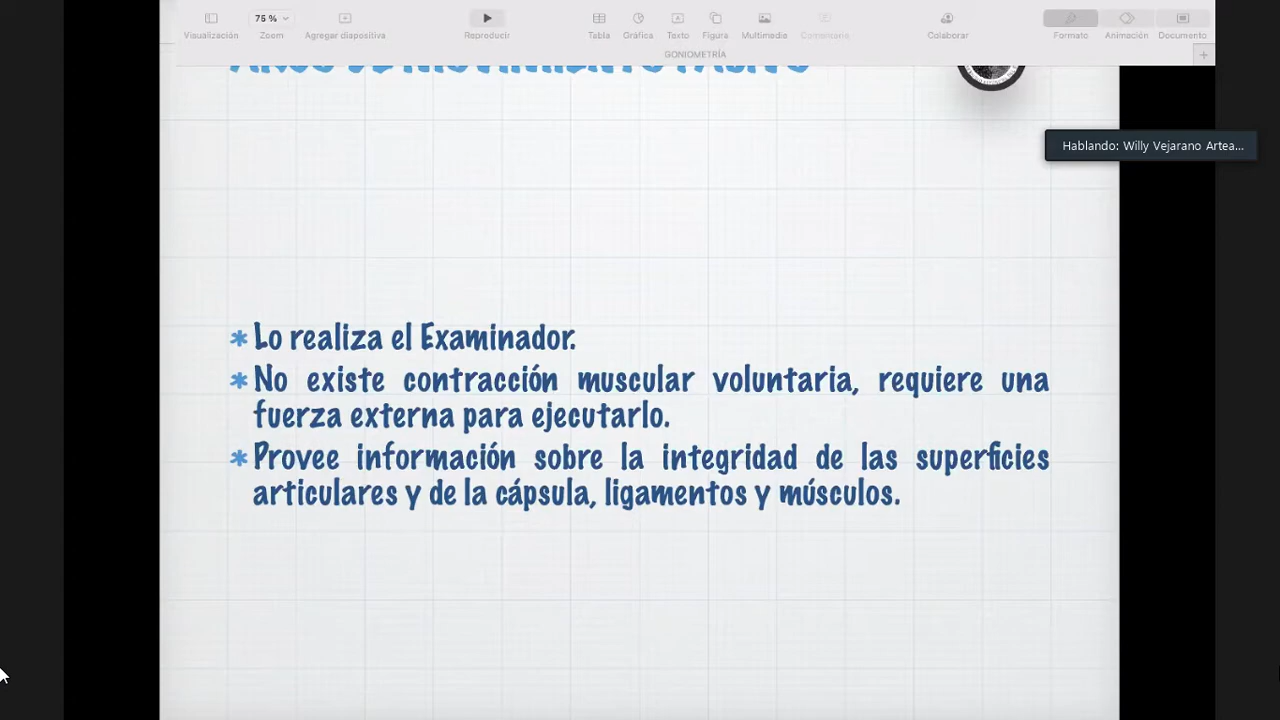 Visualización
75 %
Zoom
Agregar diapositiva
Reproducir
Tabla
Gráfica
Texto
Figura
Multimedia
Comentario
Colaborar
Formato
Animación
Documento
GONIOMETRÍA
Hablando: Willy Vejarano Artea...
* Lo realiza el Examinador.
* No existe contracción muscular voluntaria, requiere una
fuerza externa para ejecutarlo.
* Provee información sobre la integridad de las superficies
articulares y de la cápsula, ligamentos y músculos.